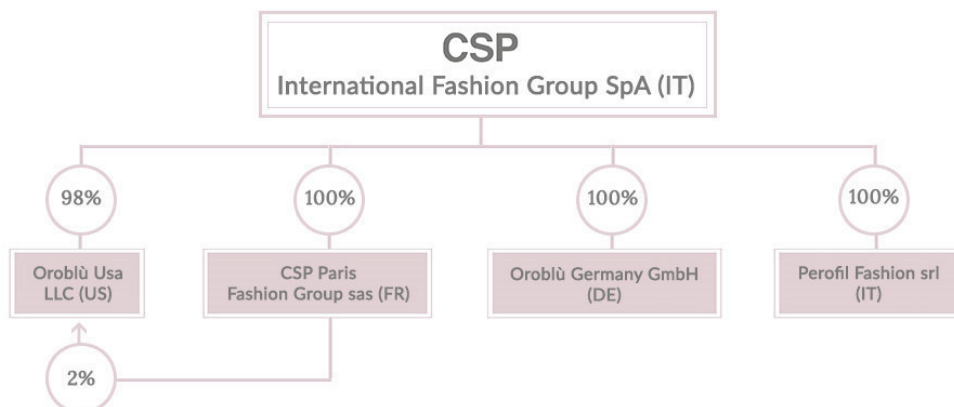 CSP
International Fashion Group SpA (IT)
98%
100%
100%
100%
Oroblù Usa
LLC (US)
CSP Paris
Fashion Group sas (FR)
Oroblù Germany GmbH
(DE)
Perofil Fashion srl
(IT)
2%